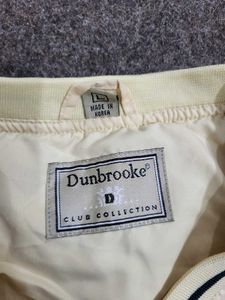 L
MADE IN
KOREA
Dunbrooke©
D
CLUB COLLECTION